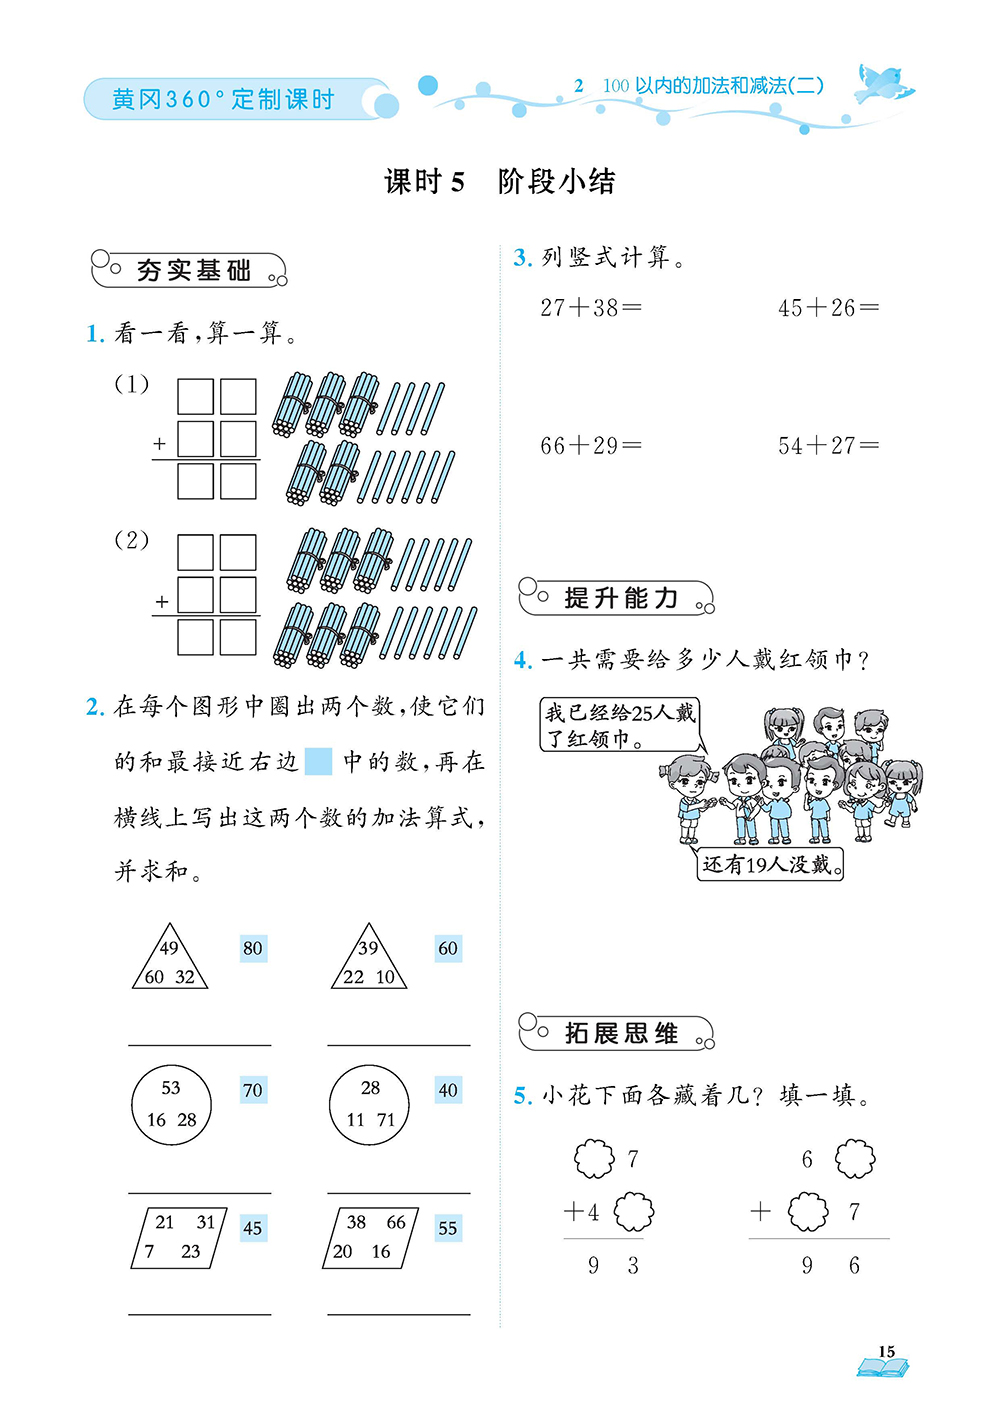 黄冈360°定制课时
2 100以内的加法和减法(二)
课时5 阶段小结
夯实基础
1. 看一看,算一算。
(1)
+
(2)
+
2. 在每个图形中圈出两个数,使它们
的和最接近右边 中的数,再在
横线上写出这两个数的加法算式,
并求和。
49 80 39 60
60 32 22 10
53 70 28 40
16 28 11 71
21 31 45 38 66 55
7 23 20 16
3. 列竖式计算。
27+38= 45+26=
66+29= 54+27=
提升能力
4. 一共需要给多少人戴红领巾?
我已经给25人戴
了红领巾。
还有19人没戴。
拓展思维
5. 小花下面各藏着几? 填一填。
7 6
+4 + 7
9 3 9 6
15